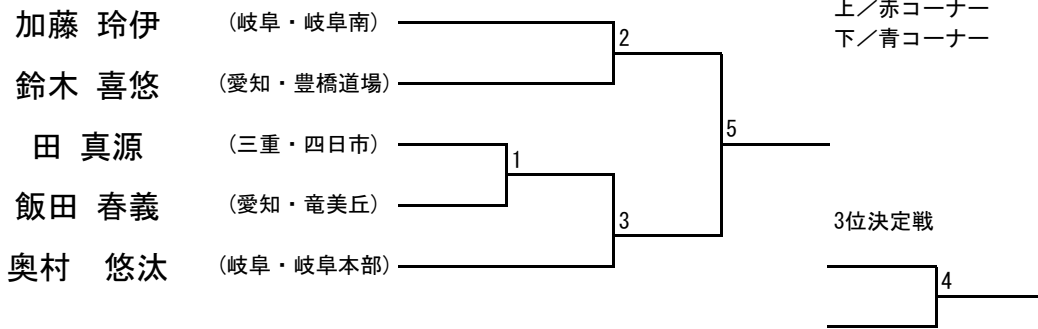 上／赤コーナー
下／青コーナー
加藤 玲伊 (岐阜・岐阜南)
2
鈴木 喜悠 (愛知・豊橋道場)
5
田 真源 (三重・四日市)
1
飯田 春義 (愛知・竜美丘)
3
3位決定戦
奥村 悠汰 (岐阜・岐阜本部)
4